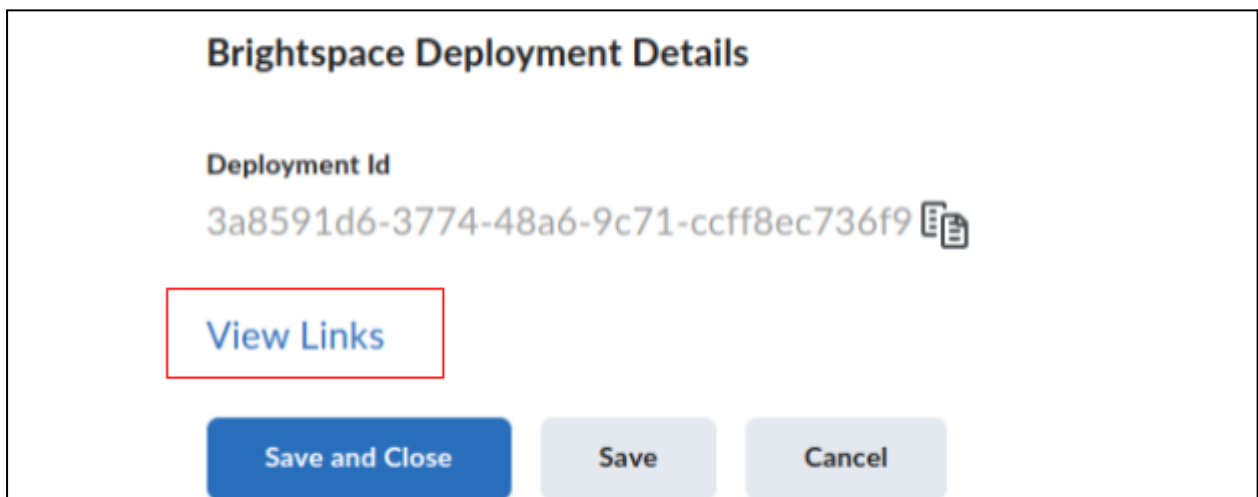 Brightspace Deployment Details
Deployment Id
3a8591d6-3774-48a6-9c71-ccff8ec736f9
View Links
Save and Close Save Cancel